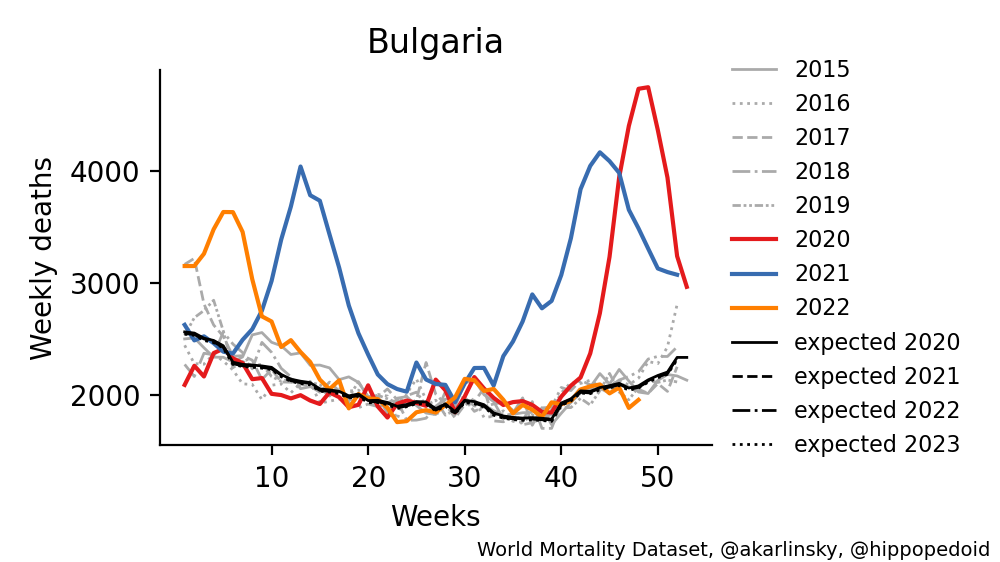 Bulgaria
Weekly deaths
4000
3000
2000
10 20 30 40 50
Weeks
2015
2016
2017
2018
2019
2020
2021
2022
expected 2020
expected 2021
expected 2022
expected 2023
World Mortality Dataset, @akarlinsky, @hippopedoid